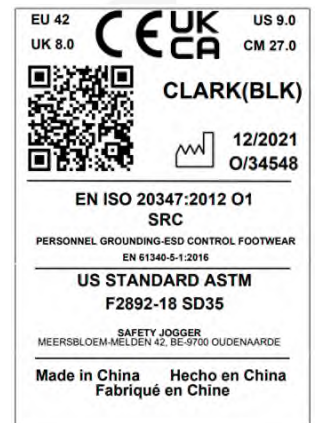 EU 42
UK 8.0
CE
UK
CA
US 9.0
CM 27.0
CLARK(BLK)
12/2021
O/34548
EN ISO 20347:2012 O1
SRC
PERSONNEL GROUNDING-ESD CONTROL FOOTWEAR
EN 61340-5-1:2016
US STANDARD ASTM
F2892-18 SD35
SAFETY JOGGER
MEERSBLOEM-MELDEN 42, BE-9700 OUDENAARDE
Made in China Hecho en China
Fabriqué en Chine